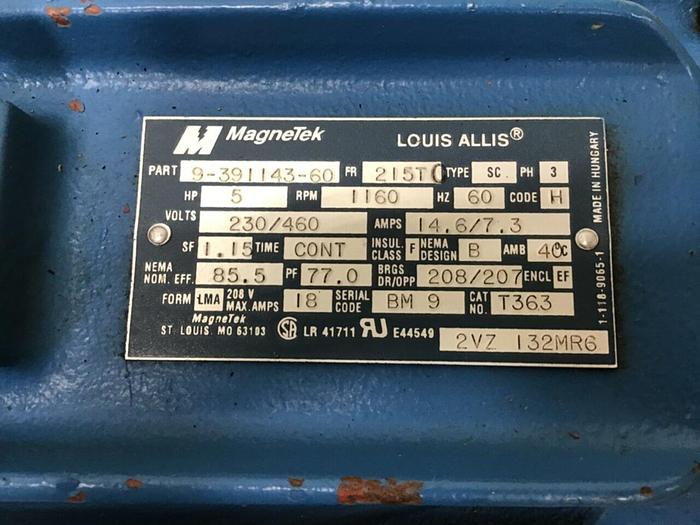 MagneTek LOUIS ALLIS®
PART 9-391143-60 FR 215TC TYPE SC PH 3
HP 5 RPM 1160 HZ 60 CODE H
VOLTS 230/460 AMPS 14.6/7.3
SF 1.15 TIME CONT INSUL. CLASS F NEMA DESIGN B AMB 40°C
NEMA NOM. EFF. 85.5 PF 77.0 BRGS DR/OPP 208/207 ENCL EF
FORM LMA 208 V MAX. AMPS 18 SERIAL CODE BM 9 CAT NO. T363
MagneTek
ST. LOUIS. MO 63103 SA LR 41711 RU E44549 2VZ 132MR6
MADE IN HUNGARY
1-118-9065-1